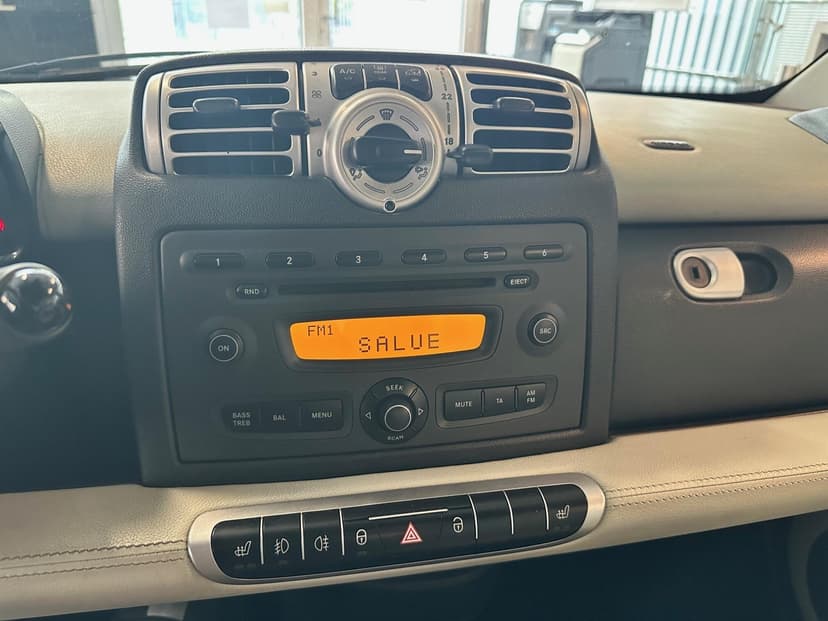 A/C
22
18
0
1 2 3 4 5 6
RND EJECT
FM1
SALUE
ON SRC
BASS
TREB
BAL
MENU
SEEK
SCAN
MUTE
TA
AM
FM